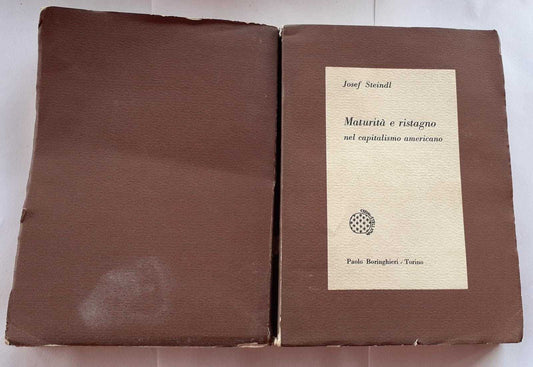 Josef Steindl
Maturità e ristagno
nel capitalismo americano
Paolo Boringhieri - Torino